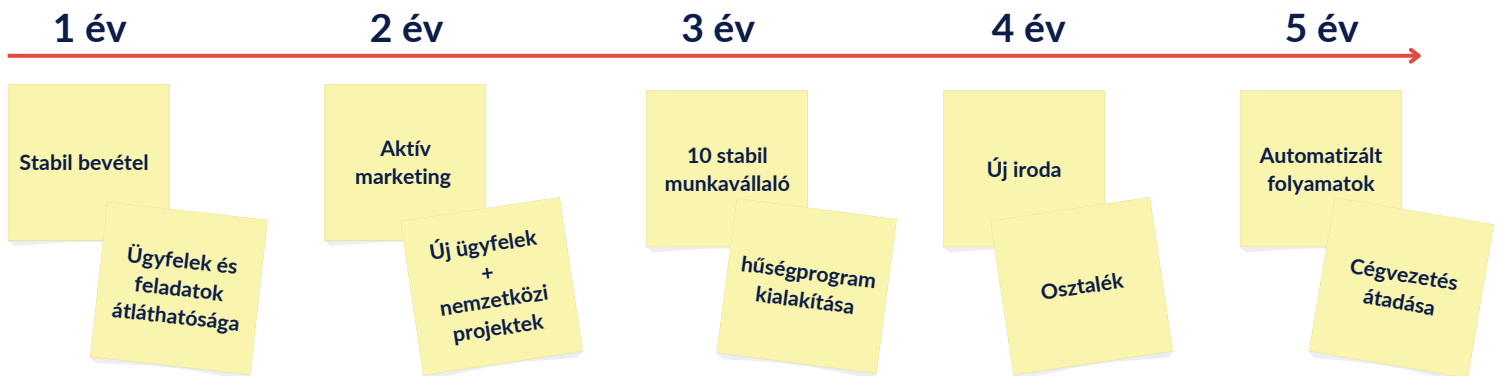 1 év
2 év
3 év
4 év
5 év
Stabil bevétel
Ügyfelek és
feladatok
átláthatósága
Aktív
marketing
Új ügyfelek
+
nemzetközi
projektek
10 stabil
munkavállaló
hűségprogram
kialakítása
Új iroda
Osztalék
Automatizált
folyamatok
Cégvezetés
átadása